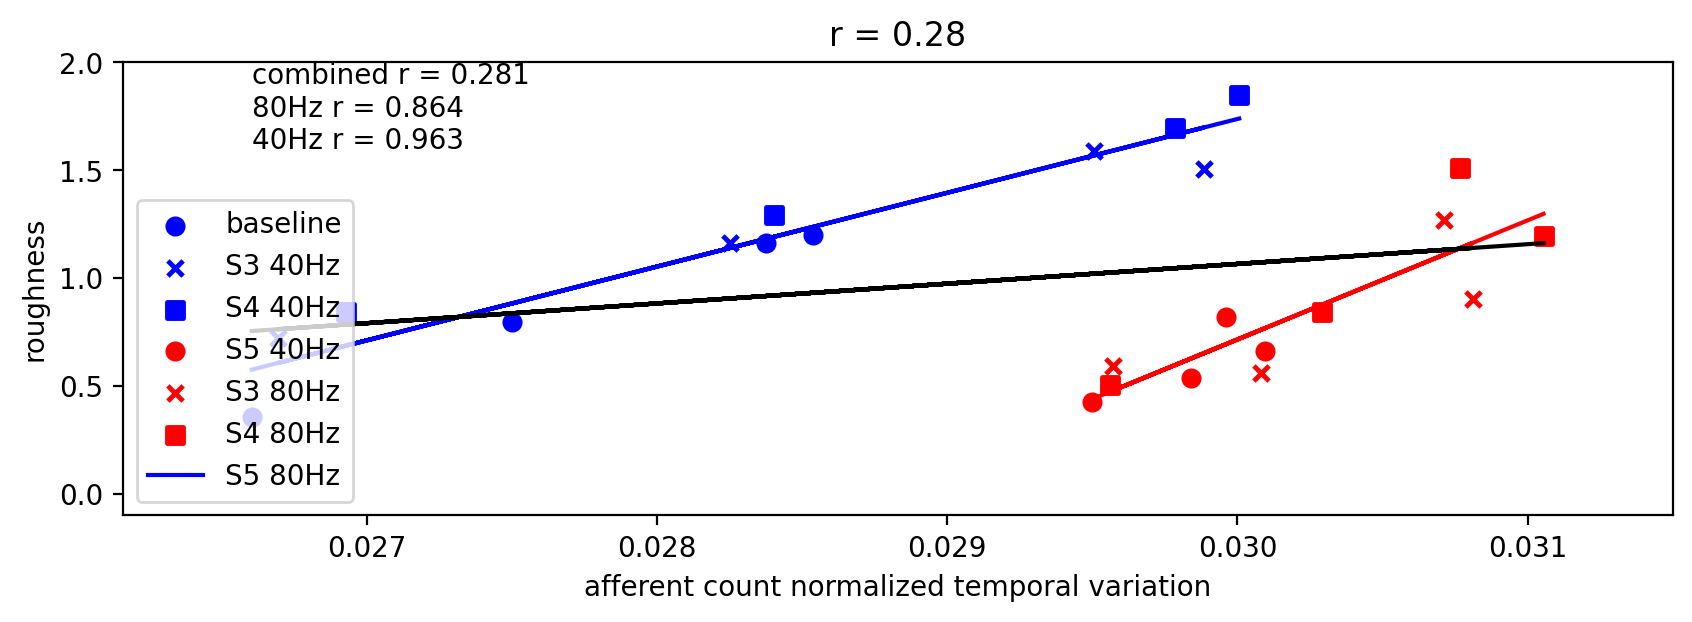 r = 0.28
combined r = 0.281
80Hz r = 0.864
40Hz r = 0.963
baseline
S3 40Hz
S4 40Hz
S5 40Hz
S3 80Hz
S4 80Hz
S5 80Hz
roughness
2.0
1.5
1.0
0.5
0.0
0.027 0.028 0.029 0.030 0.031
afferent count normalized temporal variation